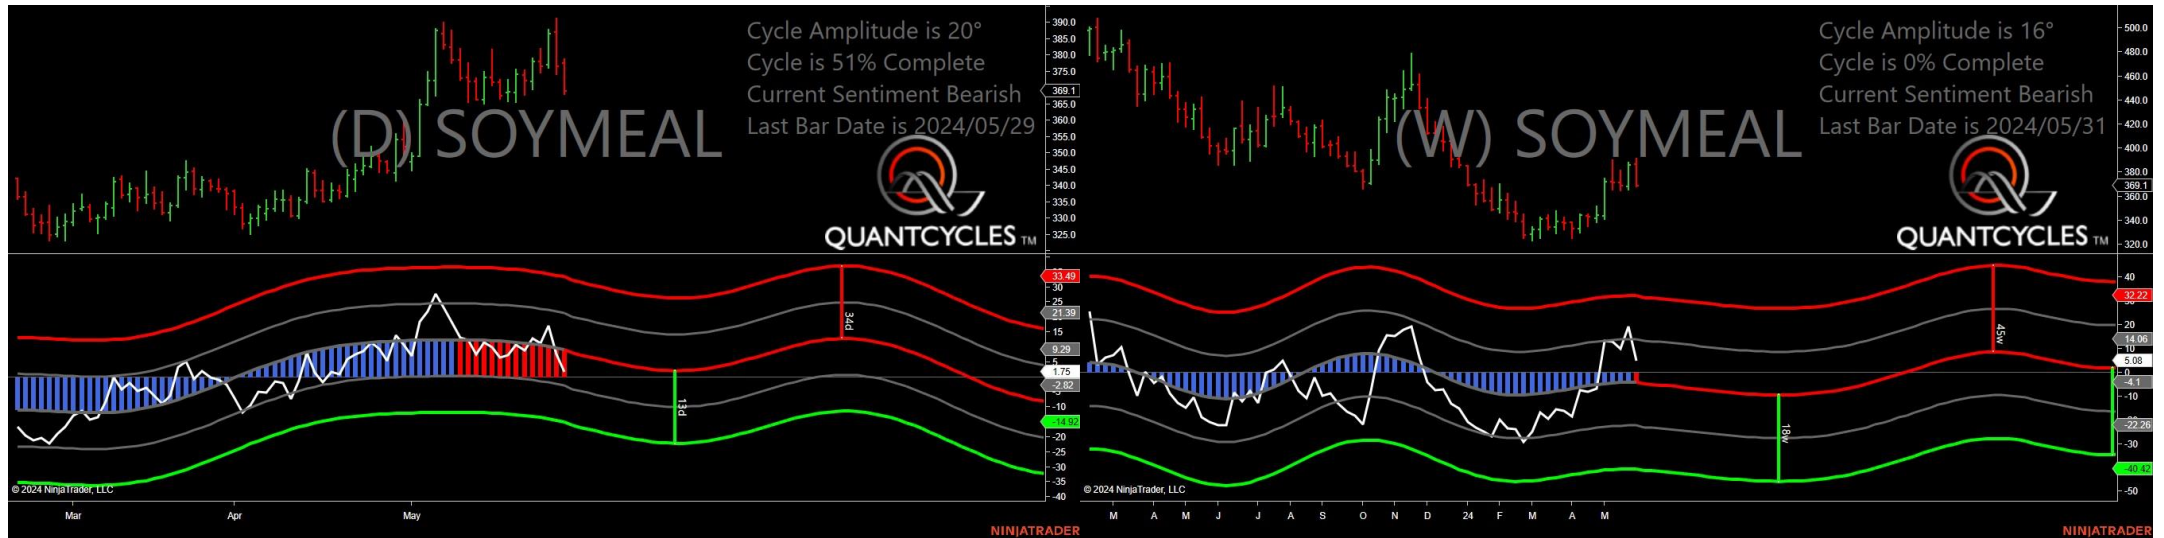 Cycle Amplitude is 20°
Cycle is 51% Complete
Current Sentiment Bearish
Last Bar Date is 2024/05/29
(D) SOYMEAL
QUANTCYCLES TM
390.0
385.0
380.0
375.0
369.1
365.0
360.0
355.0
350.0
345.0
340.0
335.0
330.0
325.0
33.49
30
25
21.39
15
9.29
5
1.75
-2.82
-10
-14.92
-20
-25
-30
-35
-40
34d
13d
© 2024 NinjaTrader, LLC
Mar Apr May
NINJATRADER
Cycle Amplitude is 16°
Cycle is 0% Complete
Current Sentiment Bearish
Last Bar Date is 2024/05/31
(W) SOYMEAL
QUANTCYCLES TM
500.0
480.0
460.0
440.0
420.0
400.0
380.0
369.1
360.0
340.0
320.0
40
32.22
20
14.06
10
5.08
0
-4.1
-10
-22.26
-30
-40.42
-50
45w
18w
© 2024 NinjaTrader, LLC
M A M J J A S O N D 24 F M A M
NINJATRADER